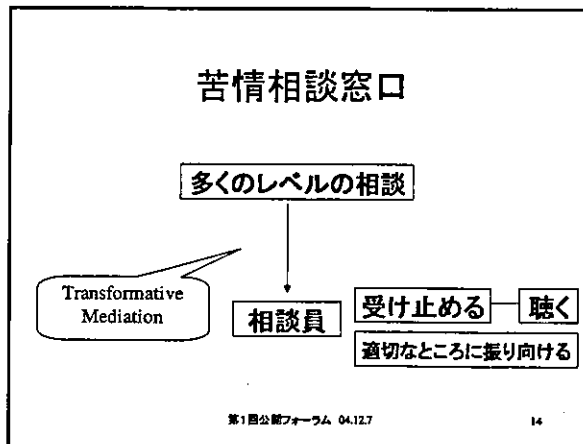 苦情相談窓口
多くのレベルの相談
Transformative
Mediation
相談員
受け止める
聴く
適切なところに振り向ける
第1回公開フォーラム 04.12.7
14